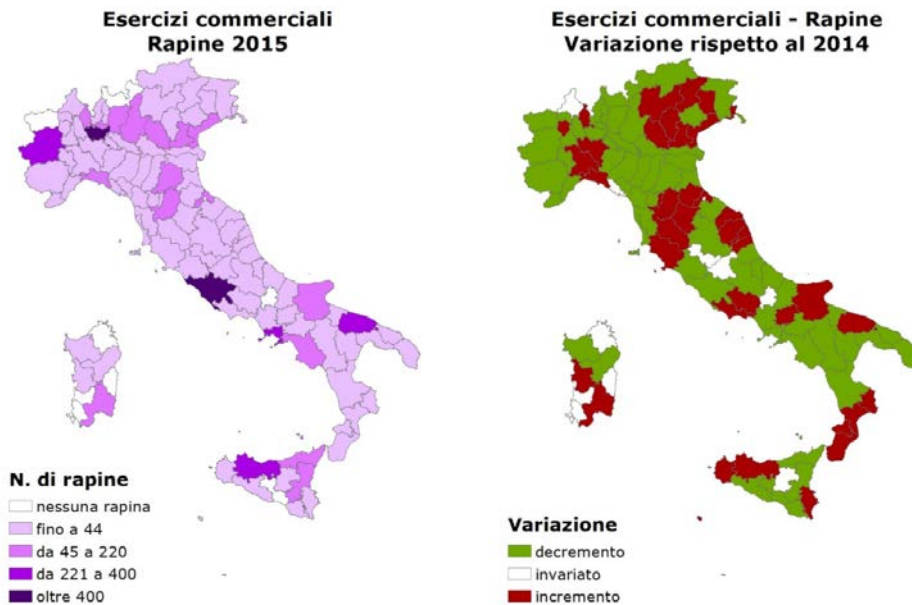 Esercizi commerciali
Rapine 2015
N. di rapine
nessuna rapina
fino a 44
da 45 a 220
da 221 a 400
oltre 400
Esercizi commerciali - Rapine
Variazione rispetto al 2014
Variazione
decremento
invariato
incremento